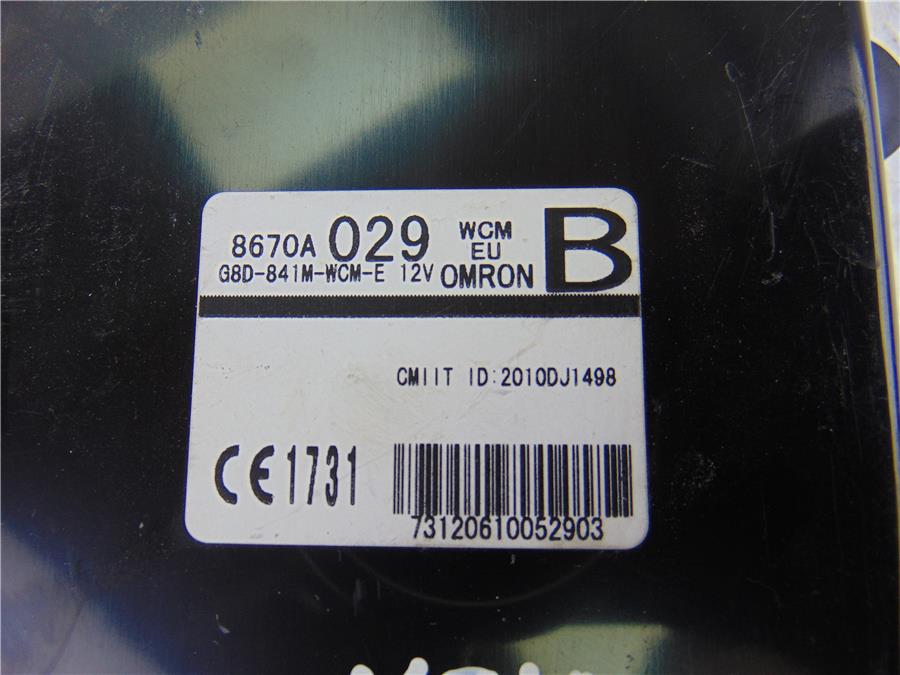 8670A 029 WCM EU B
G8D-841M-WCM-E 12V OMRON
CMIIT ID:2010DJ1498
CE 1731
73120610052903